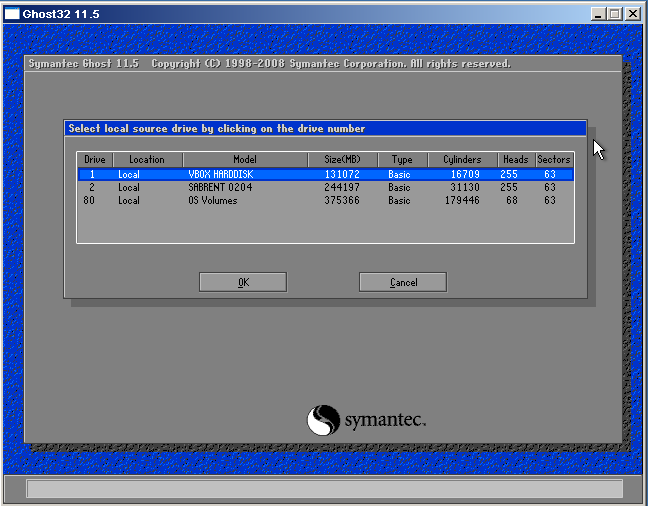 Ghost32 11.5
Symantec Ghost 11.5 Copyright (C) 1998-2008 Symantec Corporation. All rights reserved.
Select local source drive by clicking on the drive number
Drive Location Model Size(MB) Type Cylinders Heads Sectors
1 Local VBOX HARDDISK 131072 Basic 16709 255 63
2 Local SABRENT 0204 244197 Basic 31130 255 63
80 Local OS Volumes 375366 Basic 179446 68 63
OK Cancel
symantec.